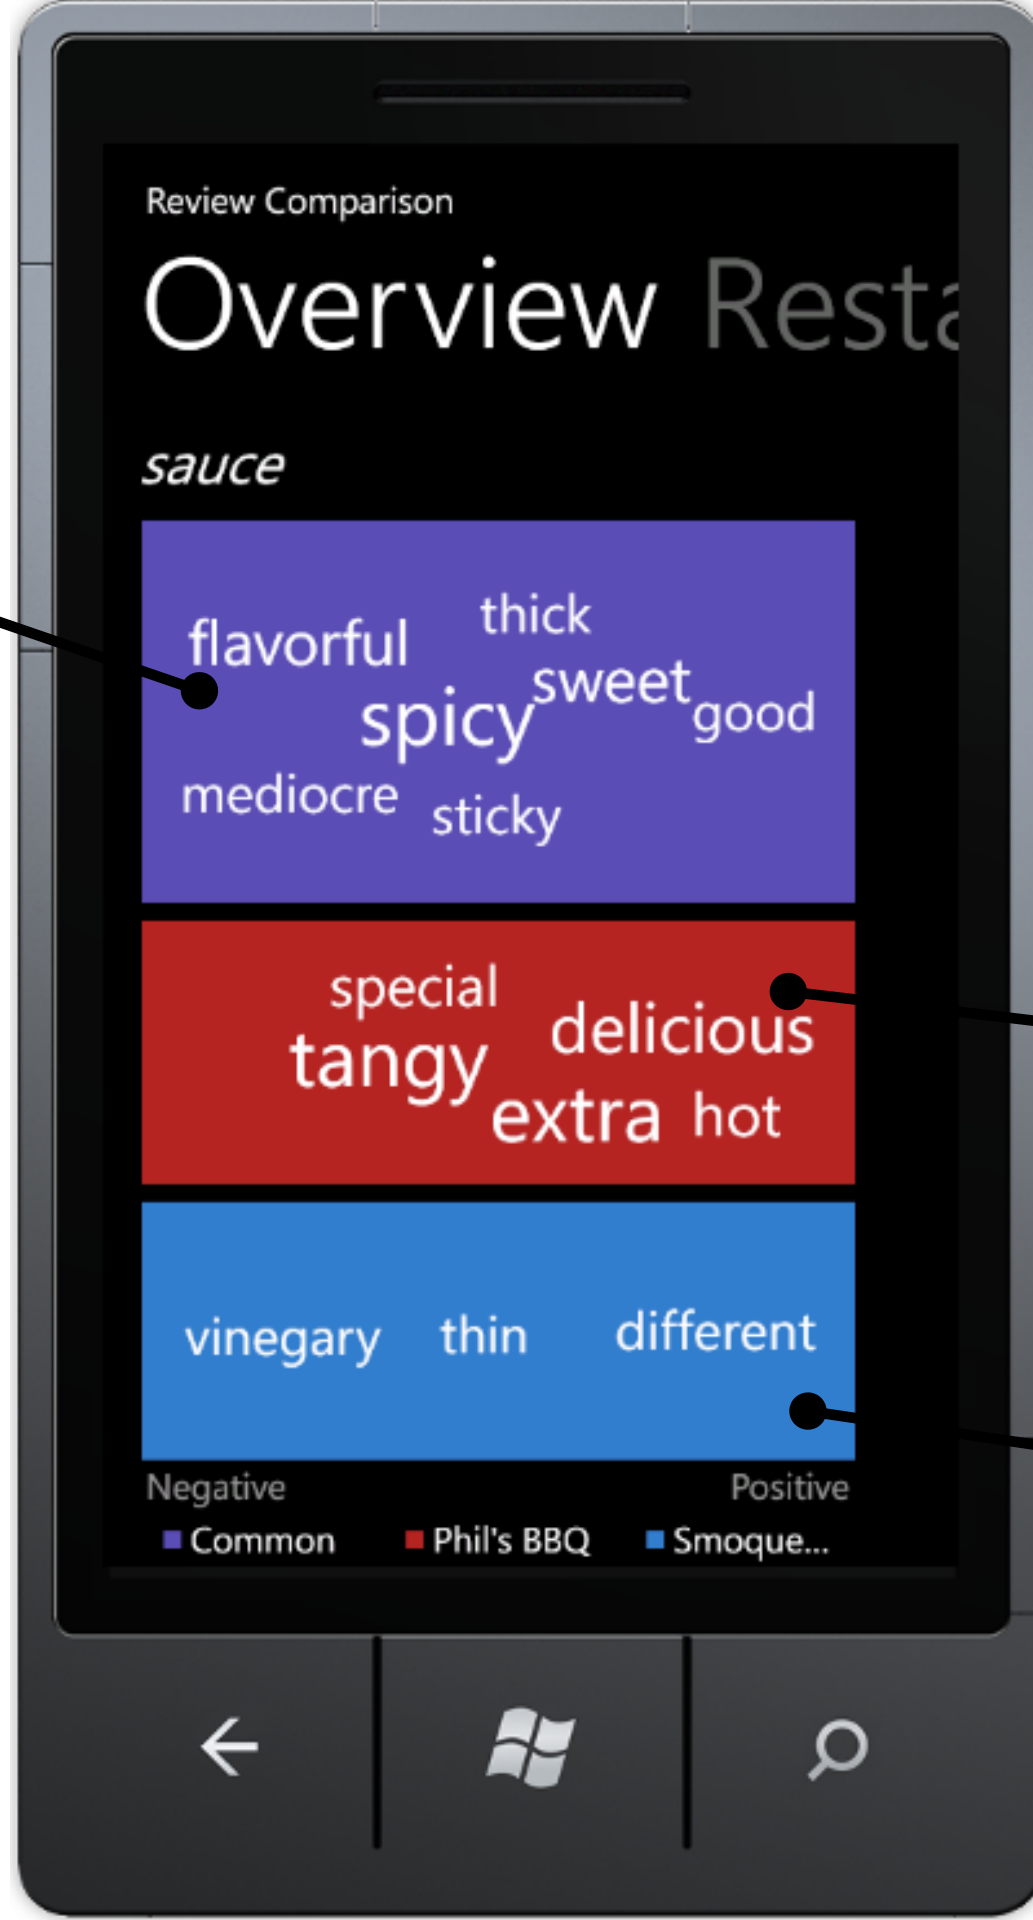 Review Comparison
Overview Resta
sauce
flavorful thick
spicy sweet good
mediocre sticky
special delicious
tangy extra hot
vinegary thin different
Negative Positive
Common Phil's BBQ Smoque...